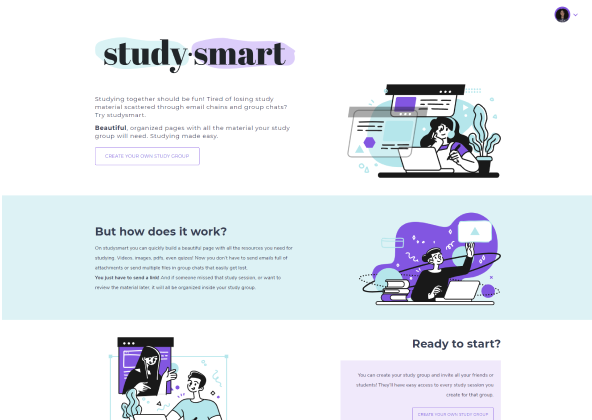 study·smart
Studying together should be fun! Tired of losing study
material scattered through email chains and group chats?
Try studysmart.
Beautiful, organized pages with all the material your study
group will need. Studying made easy.
CREATE YOUR OWN STUDY GROUP
But how does it work?
On studysmart you can quickly build a beautiful page with all the resources you need for
studying. Videos, images, pdfs, even quizes! Now you don't have to send emails full of
attachments or send multiple files in group chats that easily get lost.
You just have to send a link! And if someone missed that study session, or want to
review the material later, it will all be organized inside your study group.
Ready to start?
You can create your study group and invite all your friends or
students! They'll have easy access to every study session you
create for that group.
CREATE YOUR OWN STUDY GROUP